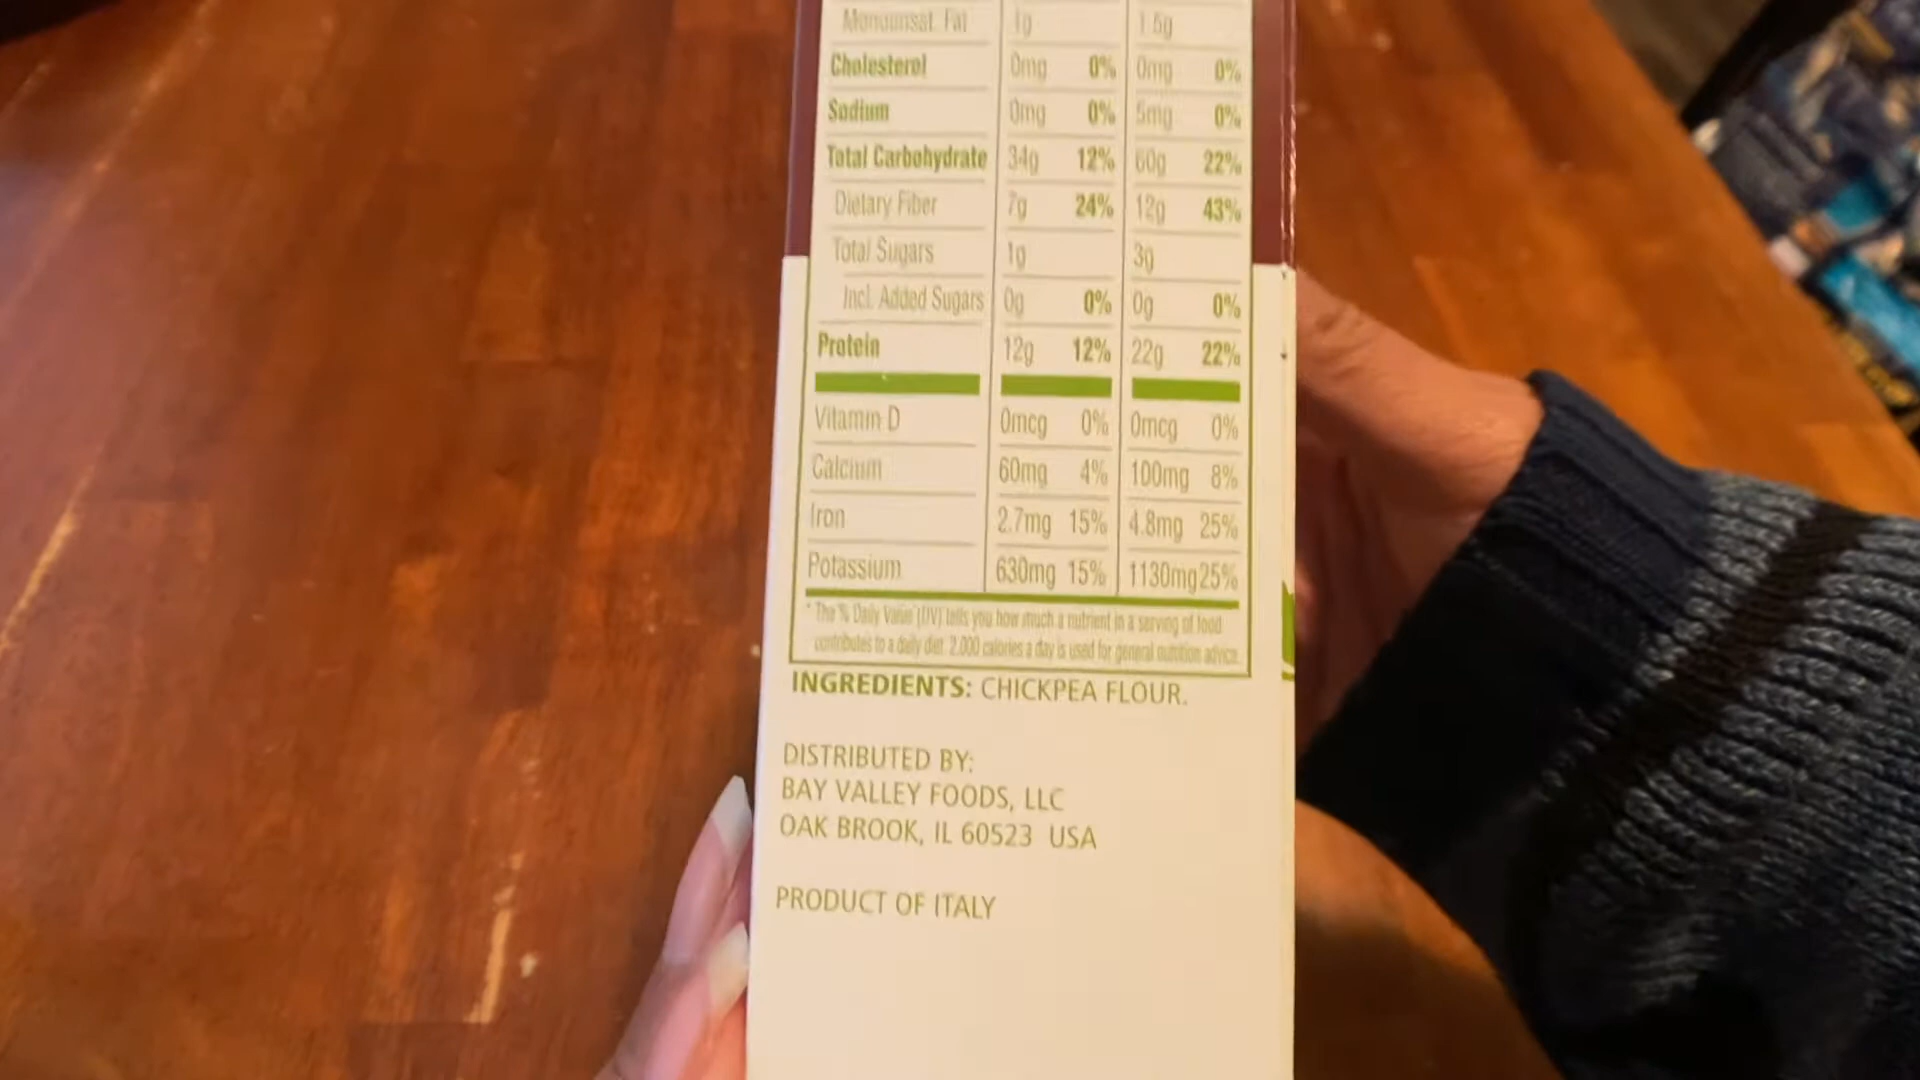 Monounsat. Fat 1g 1.5g
Cholesterol 0mg 0% 0mg 0%
Sodium 0mg 0% 5mg 0%
Total Carbohydrate 34g 12% 60g 22%
Dietary Fiber 7g 24% 12g 43%
Total Sugars 1g 3g
Incl. Added Sugars 0g 0% 0g 0%
Protein 12g 12% 22g 22%
Vitamin D 0mcg 0% 0mcg 0%
Calcium 60mg 4% 100mg 8%
Iron 2.7mg 15% 4.8mg 25%
Potassium 630mg 15% 1130mg 25%
* The % Daily Value (DV) tells you how much a nutrient in a serving of food
contributes to a daily diet. 2,000 calories a day is used for general nutrition advice.
INGREDIENTS: CHICKPEA FLOUR.
DISTRIBUTED BY:
BAY VALLEY FOODS, LLC
OAK BROOK, IL 60523 USA
PRODUCT OF ITALY